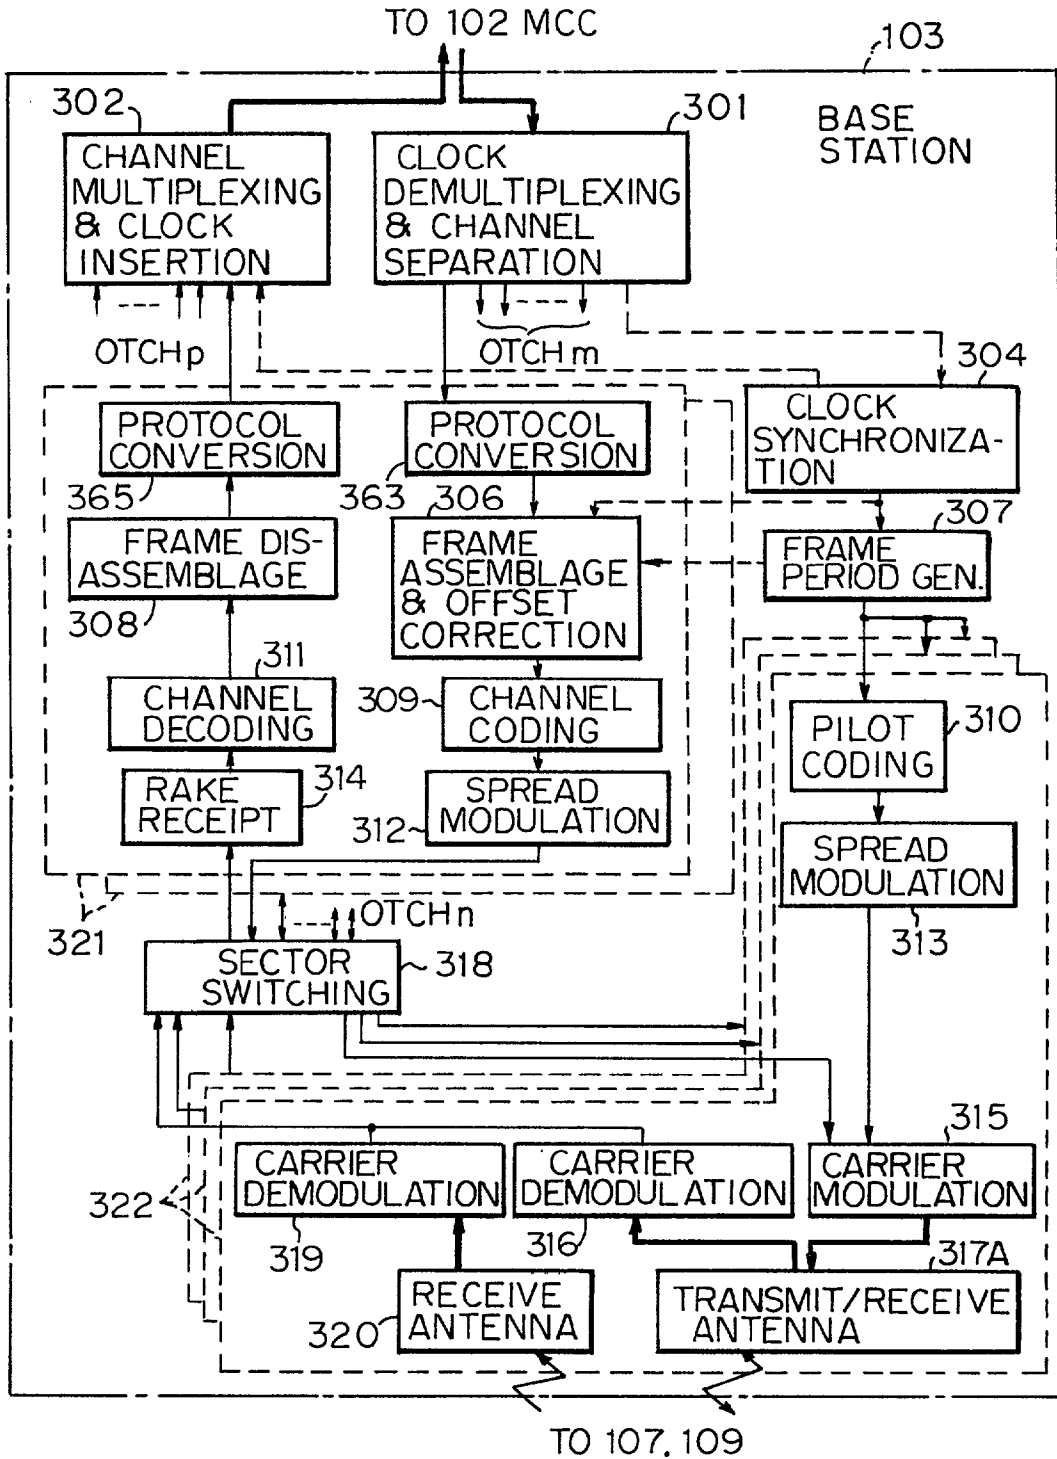 TO 102 MCC
103
BASE
STATION
302
CHANNEL
MULTIPLEXING
& CLOCK
INSERTION
301
CLOCK
DEMULTIPLEXING
& CHANNEL
SEPARATION
OTCHp
OTCHm
304
CLOCK
SYNCHRONIZA-
TION
PROTOCOL
CONVERSION
365
PROTOCOL
CONVERSION
363
306
307
FRAME DIS-
ASSEMBLAGE
308
FRAME
ASSEMBLAGE
& OFFSET
CORRECTION
FRAME
PERIOD GEN.
311
CHANNEL
DECODING
309
CHANNEL
CODING
PILOT
CODING
310
RAKE
RECEIPT
314
SPREAD
MODULATION
312
SPREAD
MODULATION
313
321
OTCHn
SECTOR
SWITCHING
318
315
CARRIER
DEMODULATION
319
CARRIER
DEMODULATION
316
CARRIER
MODULATION
322
317A
RECEIVE
ANTENNA
320
TRANSMIT/RECEIVE
ANTENNA
TO 107, 109